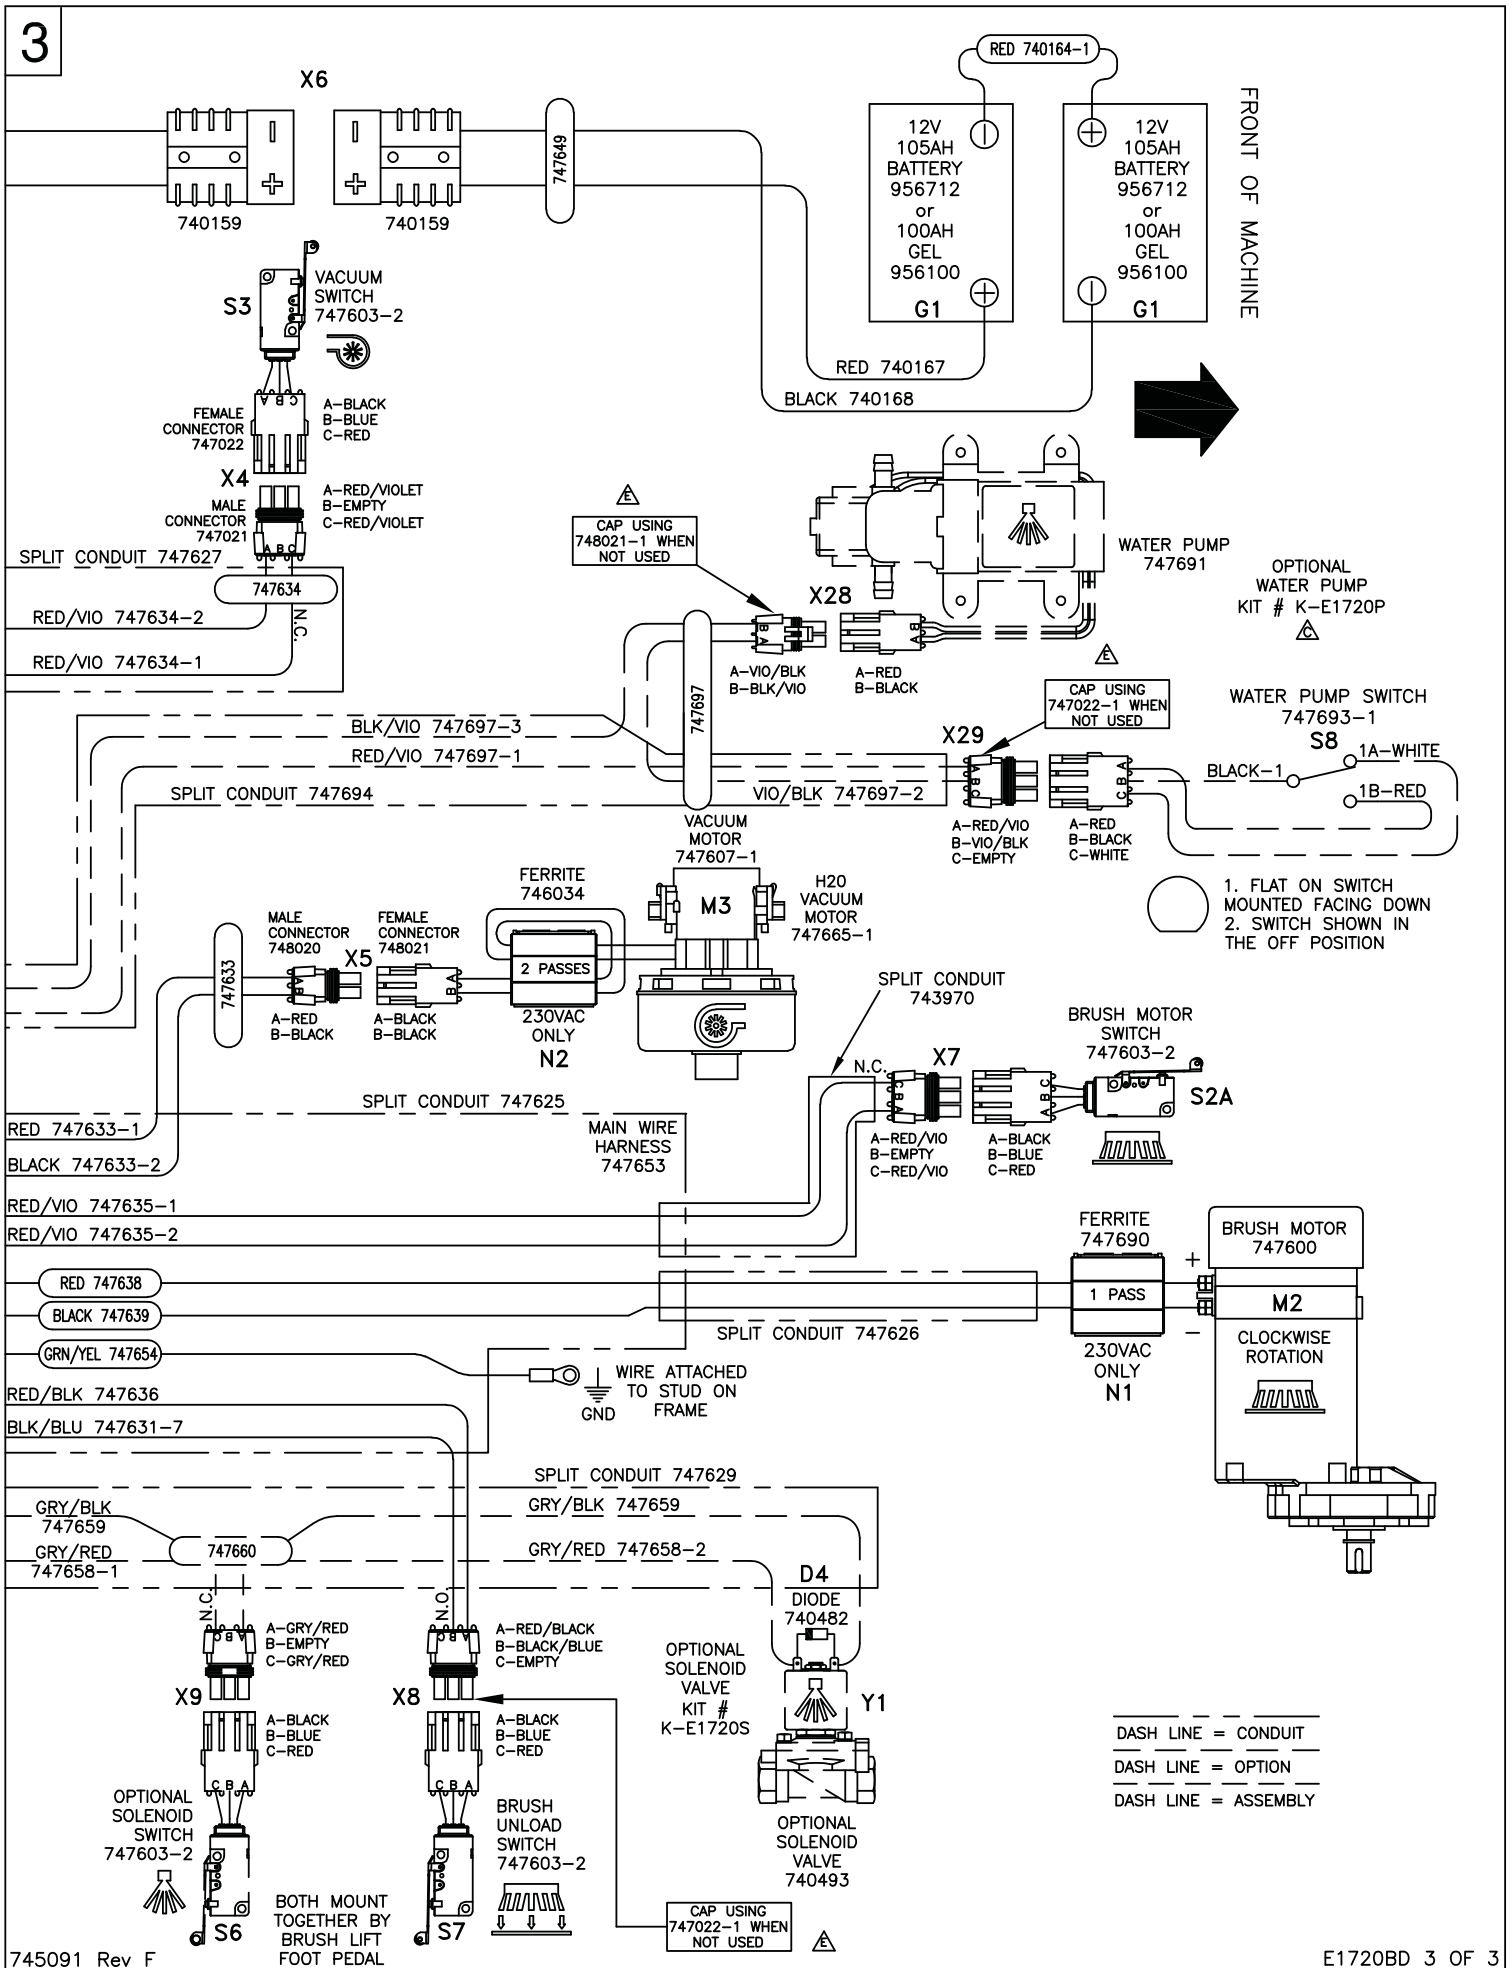 3
X6
RED 740164-1
747649
740159
740159
12V
105AH
BATTERY
956712
or
100AH
GEL
956100
G1
12V
105AH
BATTERY
956712
or
100AH
GEL
956100
G1
FRONT OF MACHINE
S3
VACUUM
SWITCH
747603-2
RED 740167
BLACK 740168
A B C
FEMALE
CONNECTOR
747022
A-BLACK
B-BLUE
C-RED
X4
MALE
CONNECTOR
747021
A-RED/VIOLET
B-EMPTY
C-RED/VIOLET
A B C
SPLIT CONDUIT 747627
747634
RED/VIO 747634-2
N.C.
RED/VIO 747634-1
E
CAP USING
748021-1 WHEN
NOT USED
WATER PUMP
747691
OPTIONAL
WATER PUMP
KIT # K-E1720P
C
X28
B
A
B
A
A-VIO/BLK
B-BLK/VIO
A-RED
B-BLACK
E
CAP USING
747022-1 WHEN
NOT USED
747697
WATER PUMP SWITCH
747693-1
S8
BLK/VIO 747697-3
RED/VIO 747697-1
SPLIT CONDUIT 747694
VIO/BLK 747697-2
X29
A
B
C
A
B
C
BLACK-1
1A-WHITE
1B-RED
A-RED/VIO
B-VIO/BLK
C-EMPTY
A-RED
B-BLACK
C-WHITE
1. FLAT ON SWITCH
MOUNTED FACING DOWN
2. SWITCH SHOWN IN
THE OFF POSITION
VACUUM
MOTOR
747607-1
M3
H20
VACUUM
MOTOR
747665-1
FERRITE
746034
2 PASSES
230VAC
ONLY
N2
MALE
CONNECTOR
748020
X5
FEMALE
CONNECTOR
748021
747633
A
B
A
B
A-RED
B-BLACK
A-BLACK
B-BLACK
SPLIT CONDUIT
743970
BRUSH MOTOR
SWITCH
747603-2
S2A
N.C.
X7
C
B
A
C
B
A
A-RED/VIO
B-EMPTY
C-RED/VIO
A-BLACK
B-BLUE
C-RED
SPLIT CONDUIT 747625
RED 747633-1
BLACK 747633-2
MAIN WIRE
HARNESS
747653
RED/VIO 747635-1
RED/VIO 747635-2
RED 747638
BLACK 747639
GRN/YEL 747654
SPLIT CONDUIT 747626
FERRITE
747690
1 PASS
230VAC
ONLY
N1
+
−
BRUSH MOTOR
747600
M2
CLOCKWISE
ROTATION
WIRE ATTACHED
TO STUD ON
FRAME
GND
RED/BLK 747636
BLK/BLU 747631-7
SPLIT CONDUIT 747629
GRY/BLK
747659
GRY/BLK 747659
GRY/RED
747658-1
747660
GRY/RED 747658-2
N.C.
N.O.
D4
DIODE
740482
C B A
A-GRY/RED
B-EMPTY
C-GRY/RED
C B A
A-RED/BLACK
B-BLACK/BLUE
C-EMPTY
X9
X8
A-BLACK
B-BLUE
C-RED
A-BLACK
B-BLUE
C-RED
C B A
C B A
OPTIONAL
SOLENOID
VALVE
KIT #
K-E1720S
Y1
OPTIONAL
SOLENOID
VALVE
740493
DASH LINE = CONDUIT
DASH LINE = OPTION
DASH LINE = ASSEMBLY
OPTIONAL
SOLENOID
SWITCH
747603-2
S6
BRUSH
UNLOAD
SWITCH
747603-2
S7
BOTH MOUNT
TOGETHER BY
BRUSH LIFT
FOOT PEDAL
CAP USING
747022-1 WHEN
NOT USED
E
745091 Rev F
E1720BD 3 OF 3